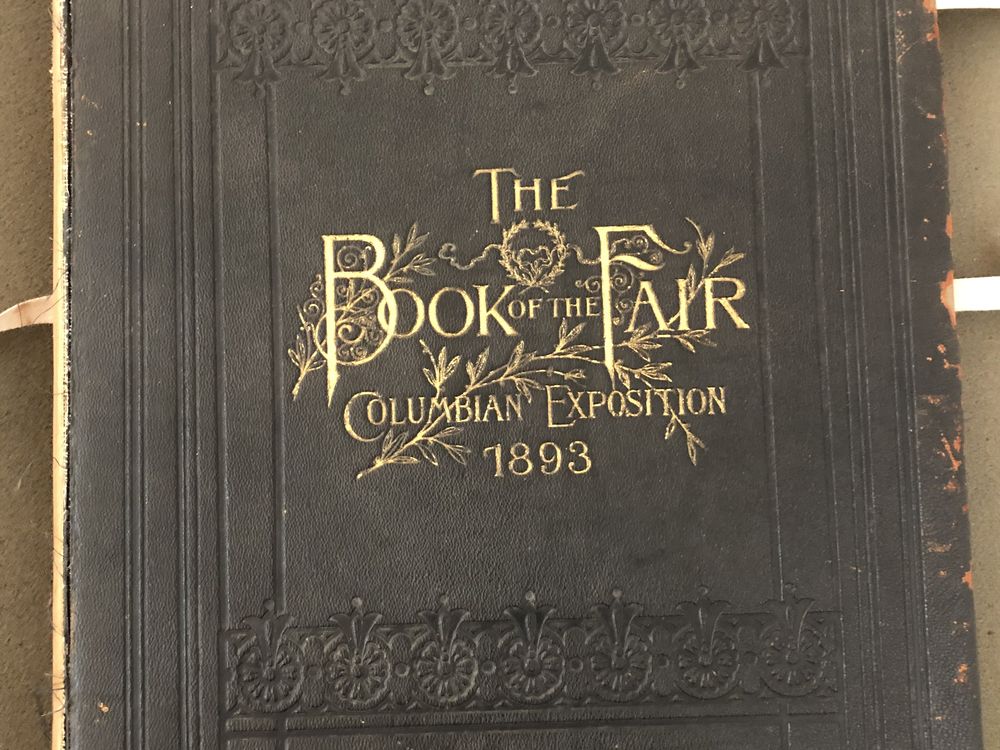 THE
BOOK OF THE FAIR
COLUMBIAN EXPOSITION
1893